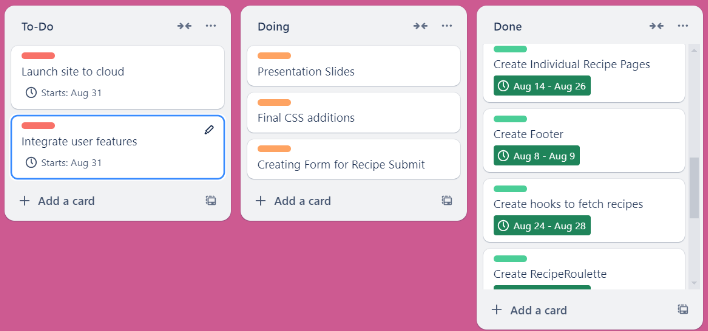 To-Do
Launch site to cloud
Starts: Aug 31
Integrate user features
Starts: Aug 31
Add a card
Doing
Presentation Slides
Final CSS additions
Creating Form for Recipe Submit
Add a card
Done
Create Individual Recipe Pages
Aug 14 - Aug 26
Create Footer
Aug 8 - Aug 9
Create hooks to fetch recipes
Aug 24 - Aug 28
Create RecipeRoulette
Add a card